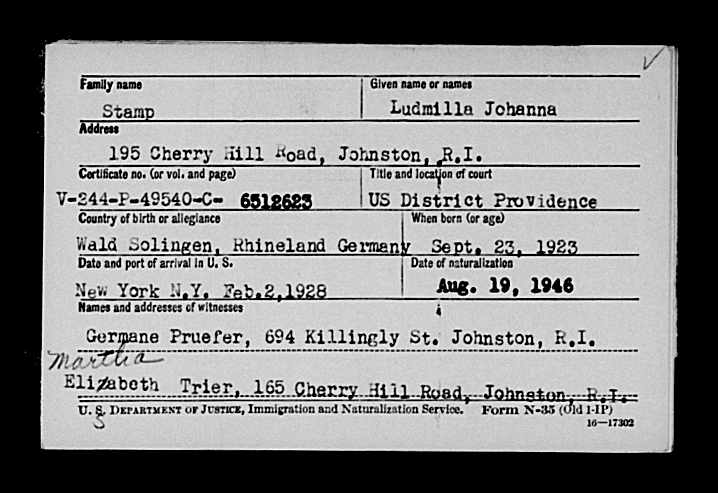 ✓
Family name Given name or names
Stamp Ludmilla Johanna
Address
195 Cherry Hill Road, Johnston, R.I.
Certificate no. (or vol. and page) Title and location of court
V-244-P-49540-C- 6512623 US District Providence
Country of birth or allegiance When born (or age)
Wald Solingen, Rhineland Germany Sept. 23, 1923
Date and port of arrival in U. S. Date of naturalization
New York N.Y. Feb.2,1928 Aug. 19, 1946
Names and addresses of witnesses
Germane Pruefer, 694 Killingly St. Johnston, R.I.
Martha
Elizabeth Trier, 165 Cherry Hill Road, Johnston, R.I.
U. S. DEPARTMENT OF JUSTICE, Immigration and Naturalization Service. Form N-35 (Old 1-IP)
S
16—17302